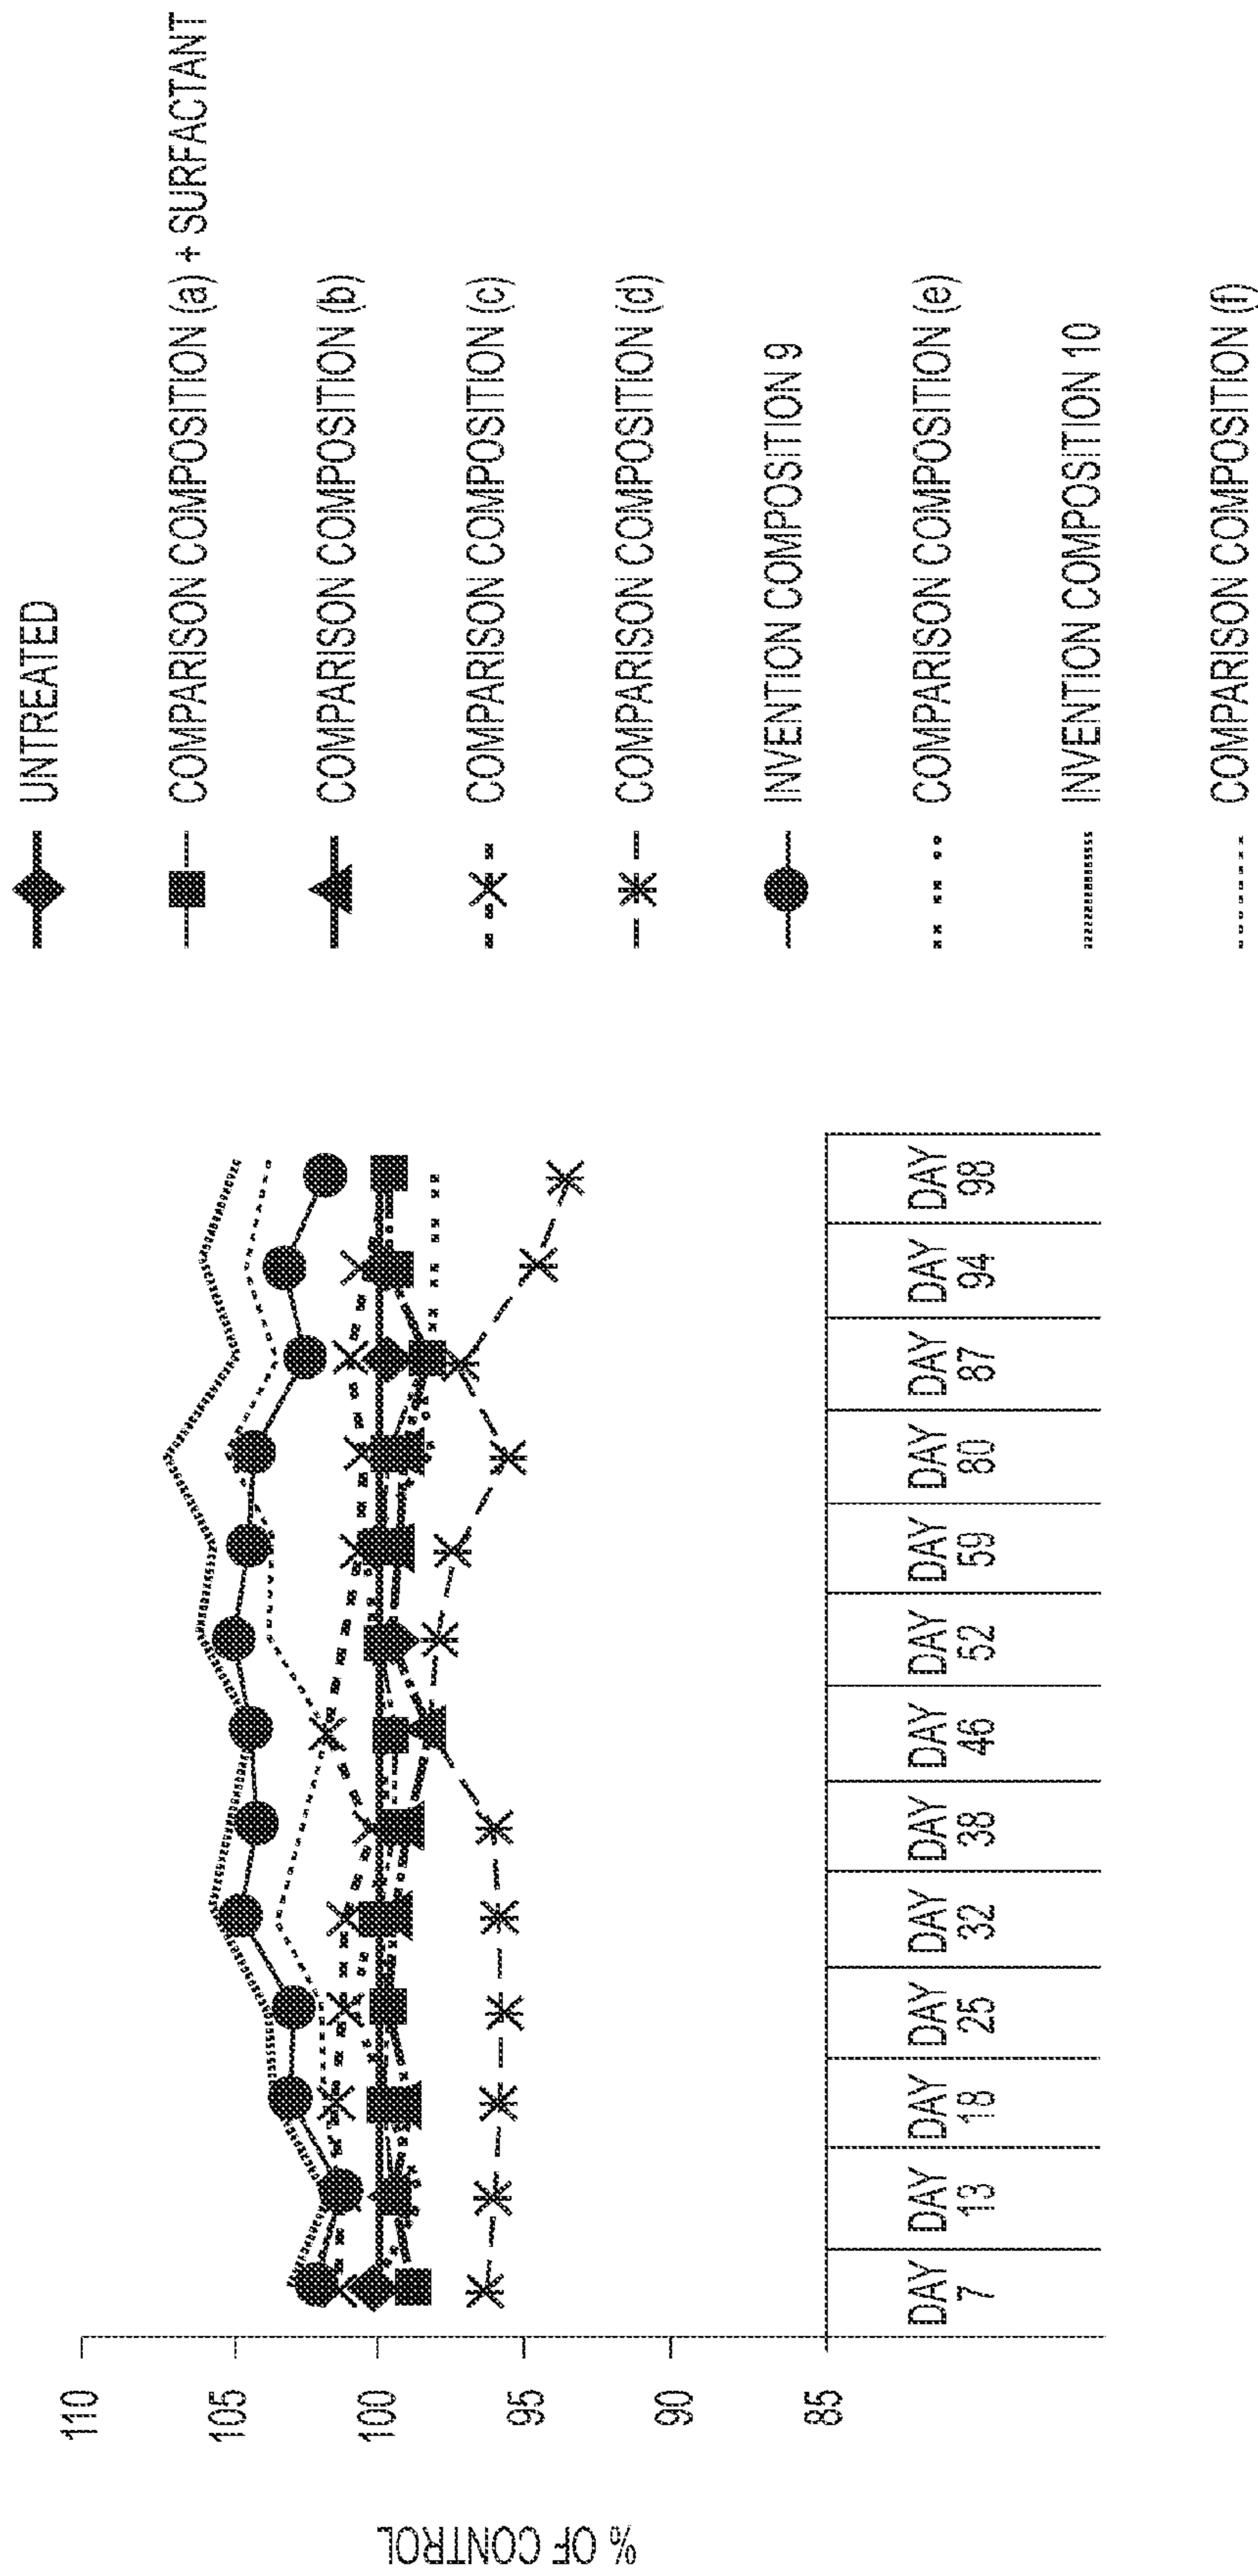 % OF CONTROL
110
105
100
95
90
85
DAY 7
DAY 13
DAY 18
DAY 25
DAY 32
DAY 38
DAY 46
DAY 52
DAY 59
DAY 80
DAY 87
DAY 94
DAY 98
UNTREATED
COMPARISON COMPOSITION (a) + SURFACTANT
COMPARISON COMPOSITION (b)
COMPARISON COMPOSITION (c)
COMPARISON COMPOSITION (d)
INVENTION COMPOSITION 9
COMPARISON COMPOSITION (e)
INVENTION COMPOSITION 10
COMPARISON COMPOSITION (f)